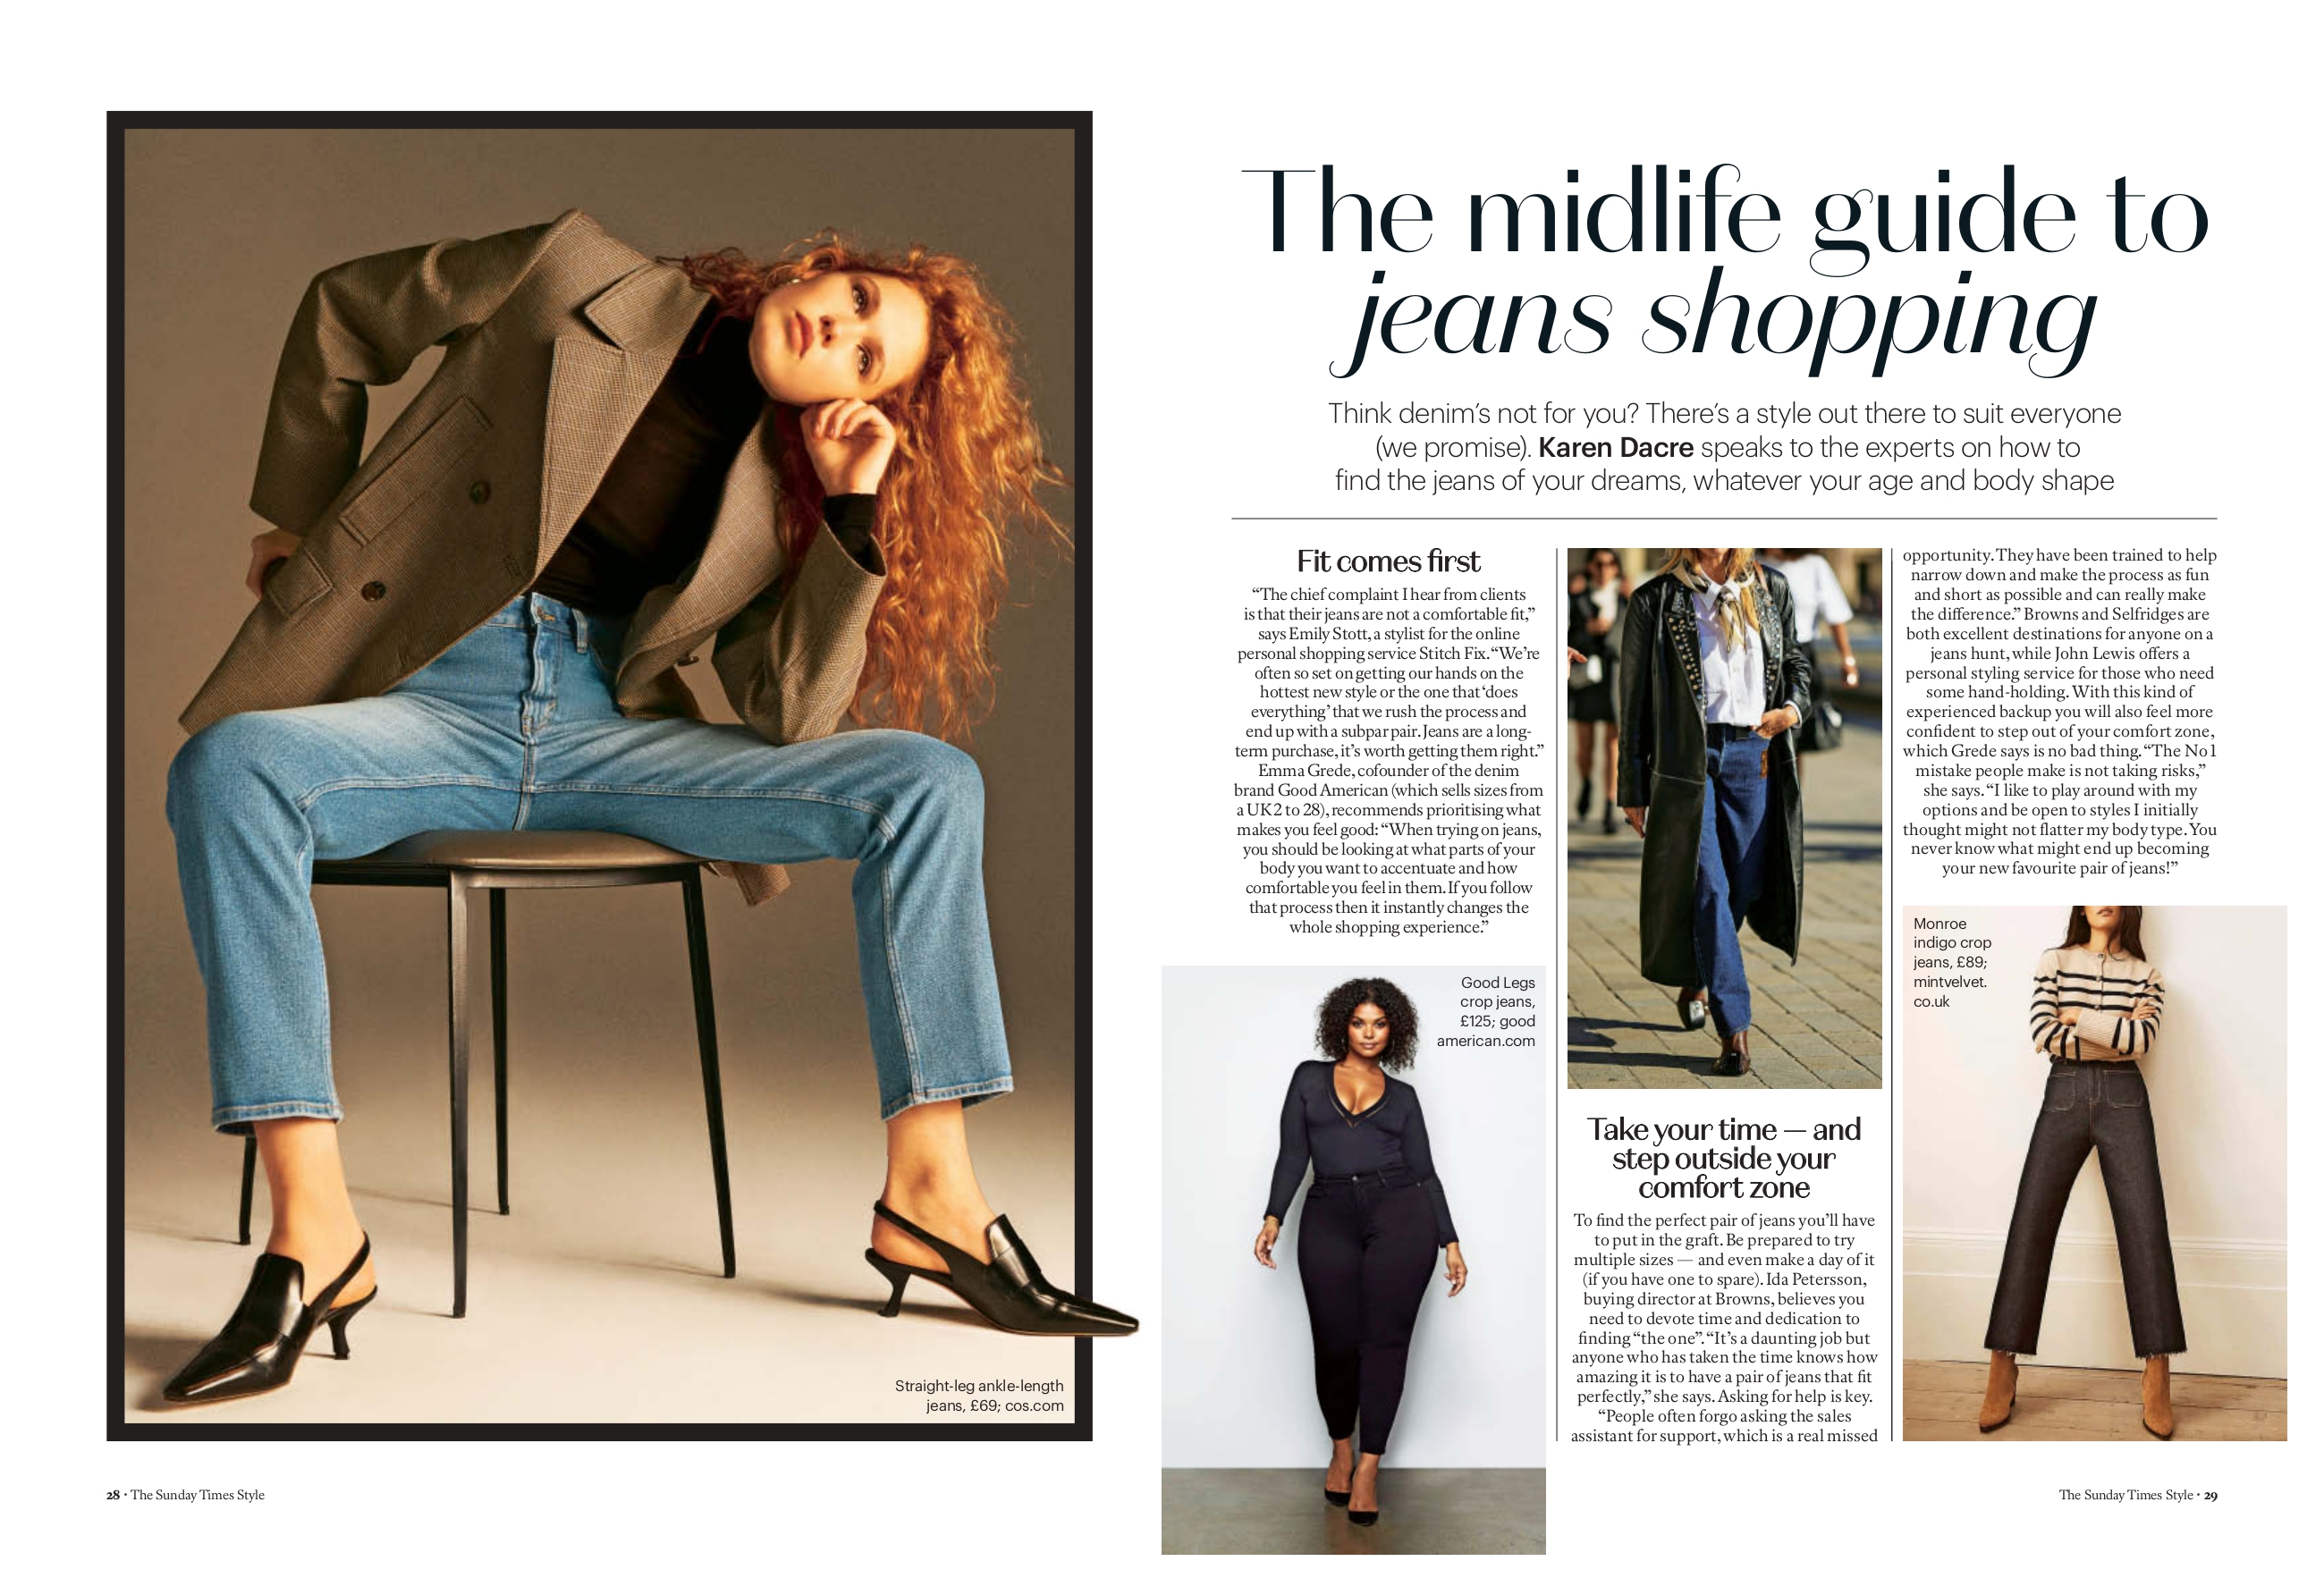 Straight-leg ankle-length
jeans, £69; cos.com
28 • The Sunday Times Style
The midlife guide to
jeans shopping
Think denim's not for you? There's a style out there to suit everyone
(we promise). Karen Dacre speaks to the experts on how to
find the jeans of your dreams, whatever your age and body shape
Fit comes first
“The chief complaint I hear from clients
is that their jeans are not a comfortable fit,”
says Emily Stott, a stylist for the online
personal shopping service Stitch Fix. “We're
often so set on getting our hands on the
hottest new style or the one that ‘does
everything’ that we rush the process and
end up with a subpar pair. Jeans are a long-
term purchase, it's worth getting them right.”
Emma Grede, cofounder of the denim
brand Good American (which sells sizes from
a UK 2 to 28), recommends prioritising what
makes you feel good: “When trying on jeans,
you should be looking at what parts of your
body you want to accentuate and how
comfortable you feel in them. If you follow
that process then it instantly changes the
whole shopping experience.”
Good Legs
crop jeans,
£125; good
american.com
Take your time — and
step outside your
comfort zone
To find the perfect pair of jeans you'll have
to put in the graft. Be prepared to try
multiple sizes — and even make a day of it
(if you have one to spare). Ida Petersson,
buying director at Browns, believes you
need to devote time and dedication to
finding “the one”. “It's a daunting job but
anyone who has taken the time knows how
amazing it is to have a pair of jeans that fit
perfectly,” she says. Asking for help is key.
“People often forgo asking the sales
assistant for support, which is a real missed
opportunity. They have been trained to help
narrow down and make the process as fun
and short as possible and can really make
the difference.” Browns and Selfridges are
both excellent destinations for anyone on a
jeans hunt, while John Lewis offers a
personal styling service for those who need
some hand-holding. With this kind of
experienced backup you will also feel more
confident to step out of your comfort zone,
which Grede says is no bad thing. “The No 1
mistake people make is not taking risks,”
she says. “I like to play around with my
options and be open to styles I initially
thought might not flatter my body type. You
never know what might end up becoming
your new favourite pair of jeans!”
Monroe
indigo crop
jeans, £89;
mintvelvet.
co.uk
The Sunday Times Style • 29